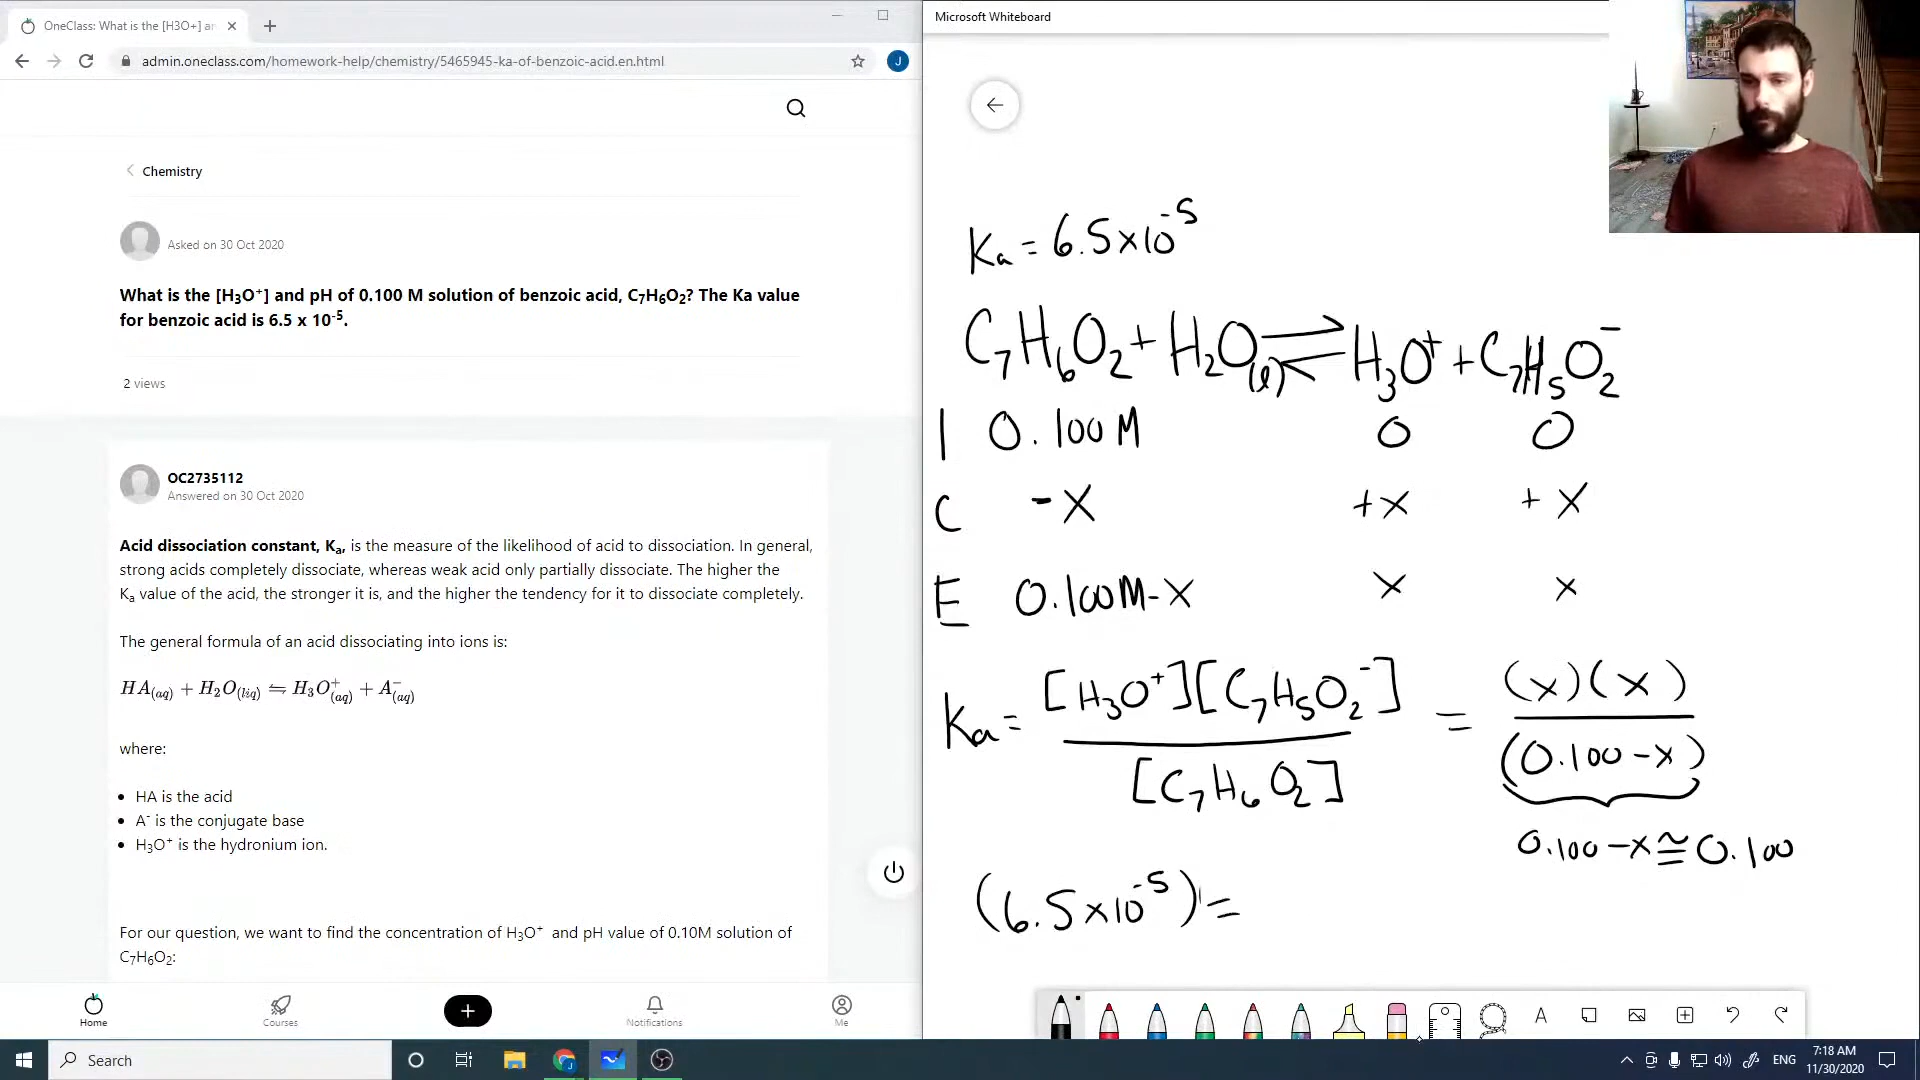 OneClass: What is the [H3O+] an
admin.oneclass.com/homework-help/chemistry/5465945-ka-of-benzoic-acid.en.html
J
Chemistry
Asked on 30 Oct 2020
What is the [H₃O⁺] and pH of 0.100 M solution of benzoic acid, C₇H₆O₂? The Ka value
for benzoic acid is 6.5 x 10⁻⁵.
2 views
OC2735112
Answered on 30 Oct 2020
Acid dissociation constant, Kₐ, is the measure of the likelihood of acid to dissociation. In general,
strong acids completely dissociate, whereas weak acid only partially dissociate. The higher the
Kₐ value of the acid, the stronger it is, and the higher the tendency for it to dissociate completely.
The general formula of an acid dissociating into ions is:
HA(aq) + H₂O(liq) ⇋ H₃O⁺(aq) + A⁻(aq)
where:
• HA is the acid
• A⁻ is the conjugate base
• H₃O⁺ is the hydronium ion.
For our question, we want to find the concentration of H₃O⁺ and pH value of 0.10M solution of
C₇H₆O₂:
Home
Courses
Notifications
Me
Microsoft Whiteboard
Ka = 6.5x10⁻⁵
C₇H₆O₂ + H₂O(l) ⇌ H₃O⁺ + C₇H₅O₂⁻
I 0.100 M 0 0
C -X +X +X
E 0.100M-X X X
Ka = [H₃O⁺][C₇H₅O₂⁻] / [C₇H₆O₂] = (x)(x) / (0.100-x)
0.100-x ≅ 0.100
(6.5x10⁻⁵) =
A
Search
ENG
7:18 AM
11/30/2020